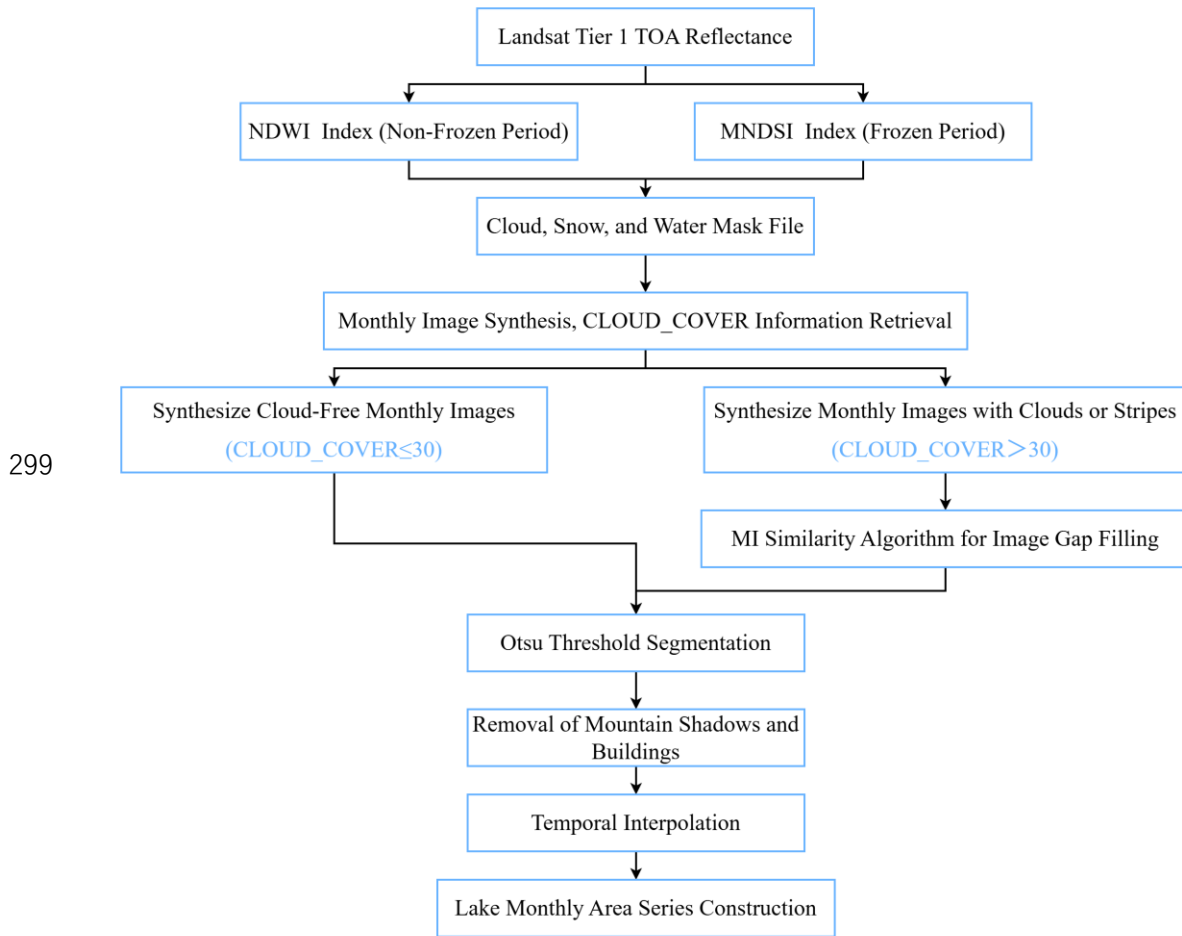 Landsat Tier 1 TOA Reflectance
NDWI Index (Non-Frozen Period)
MNDSI Index (Frozen Period)
Cloud, Snow, and Water Mask File
Monthly Image Synthesis, CLOUD_COVER Information Retrieval
Synthesize Cloud-Free Monthly Images
(CLOUD_COVER≤30)
Synthesize Monthly Images with Clouds or Stripes
(CLOUD_COVER＞30)
299
MI Similarity Algorithm for Image Gap Filling
Otsu Threshold Segmentation
Removal of Mountain Shadows and
Buildings
Temporal Interpolation
Lake Monthly Area Series Construction